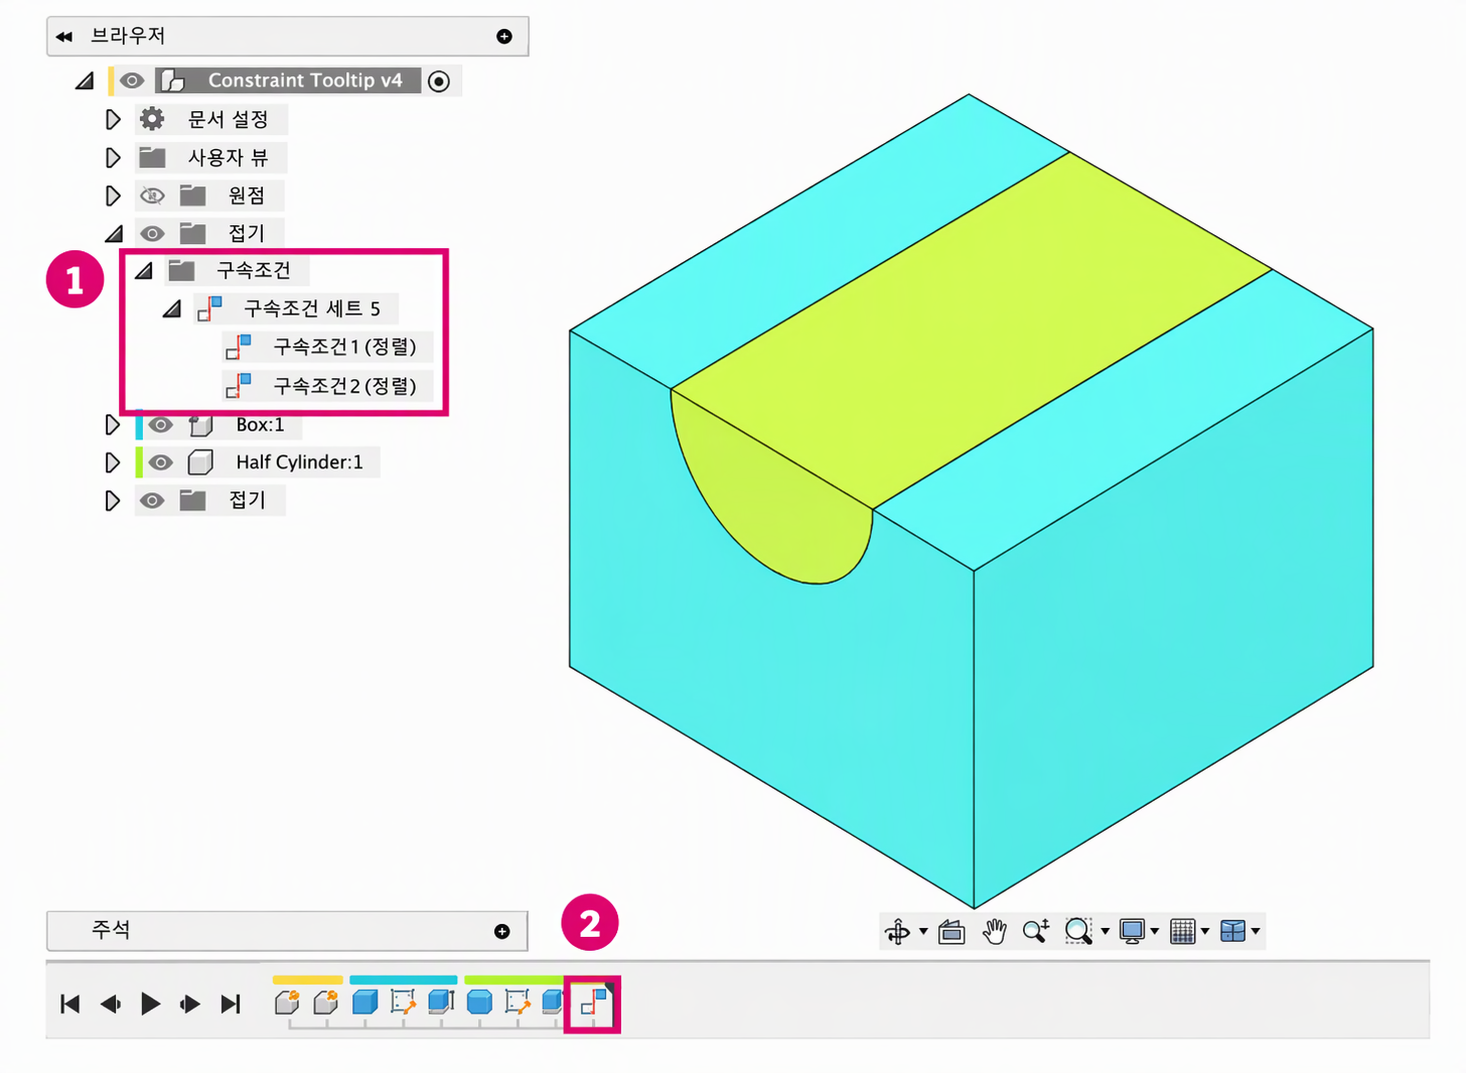 브라우저
Constraint Tooltip v4
문서 설정
사용자 뷰
원점
접기
1
구속조건
구속조건 세트 5
구속조건1 (정렬)
구속조건2 (정렬)
Box:1
Half Cylinder:1
접기
주석
2